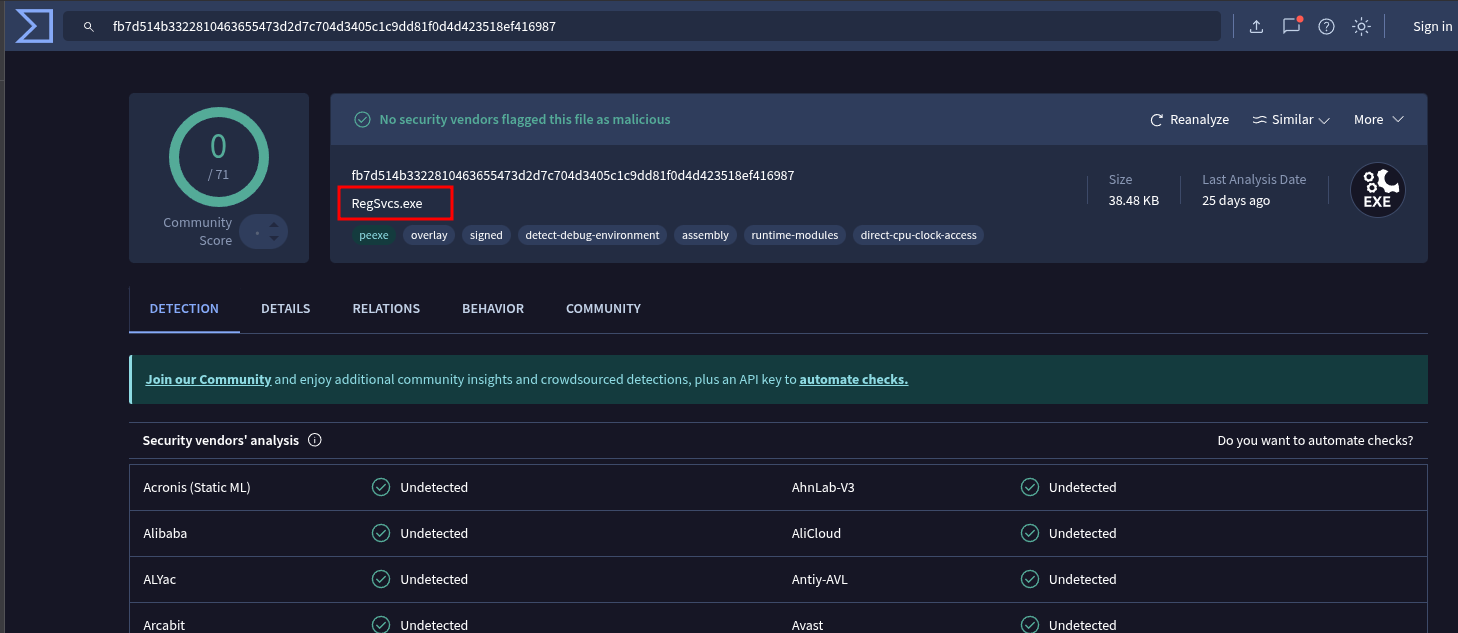 fb7d514b3322810463655473d2d7c704d3405c1c9dd81f0d4d423518ef416987
Sign in
0
/ 71
Community
Score
No security vendors flagged this file as malicious
Reanalyze
Similar
More
fb7d514b3322810463655473d2d7c704d3405c1c9dd81f0d4d423518ef416987
RegSvcs.exe
peexe overlay signed detect-debug-environment assembly runtime-modules direct-cpu-clock-access
Size
38.48 KB
Last Analysis Date
25 days ago
EXE
DETECTION DETAILS RELATIONS BEHAVIOR COMMUNITY
Join our Community and enjoy additional community insights and crowdsourced detections, plus an API key to automate checks.
Security vendors' analysis
Do you want to automate checks?
Acronis (Static ML) Undetected AhnLab-V3 Undetected
Alibaba Undetected AliCloud Undetected
ALYac Undetected Antiy-AVL Undetected
Arcabit Undetected Avast Undetected